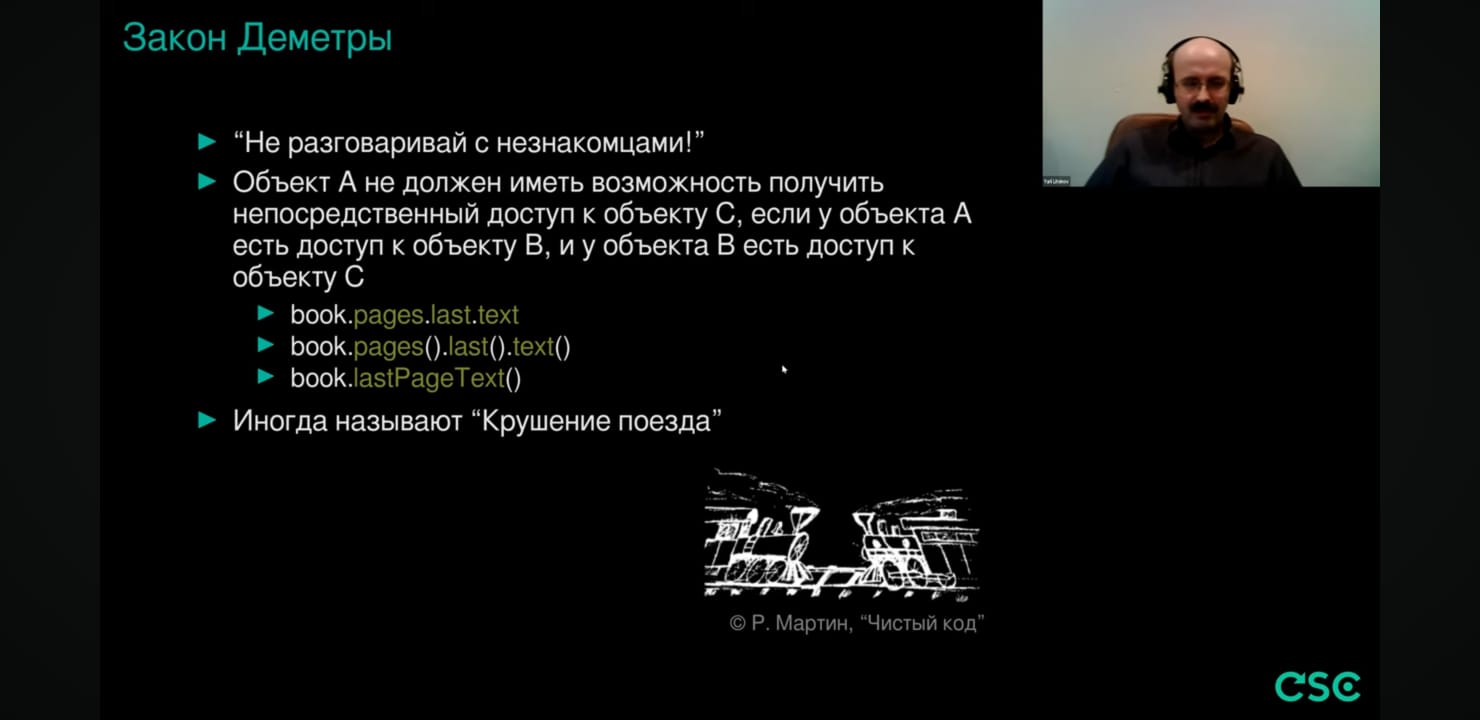 Закон Деметры
“Не разговаривай с незнакомцами!”
Объект A не должен иметь возможность получить
непосредственный доступ к объекту C, если у объекта A
есть доступ к объекту B, и у объекта B есть доступ к
объекту C
book.pages.last.text
book.pages().last().text()
book.lastPageText()
Иногда называют “Крушение поезда”
© Р. Мартин, “Чистый код”
CSC